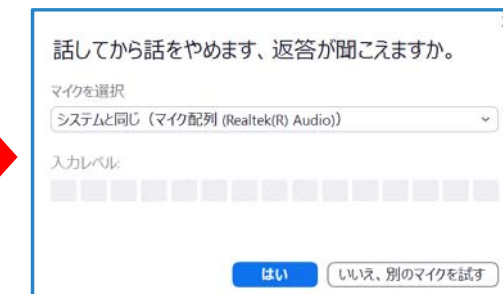 話してから話をやめます、返答が聞こえますか。
マイクを選択
システムと同じ（マイク配列 (Realtek(R) Audio)）
入力レベル:
はい
いいえ、別のマイクを試す